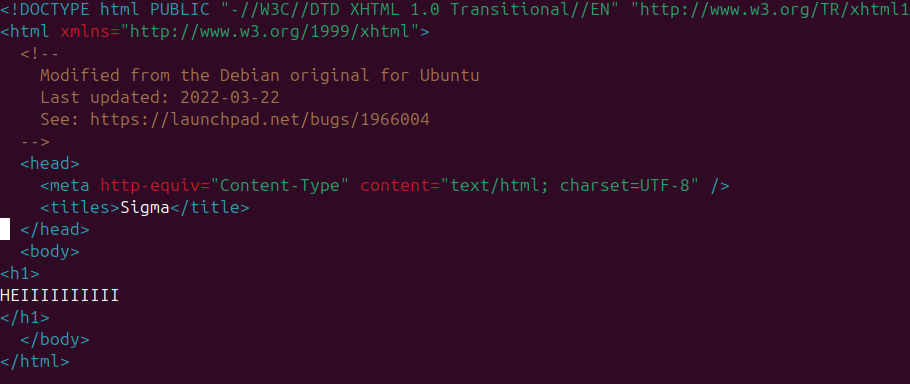 <!DOCTYPE html PUBLIC "-//W3C//DTD XHTML 1.0 Transitional//EN" "http://www.w3.org/TR/xhtml1
<html xmlns="http://www.w3.org/1999/xhtml">
<!--
Modified from the Debian original for Ubuntu
Last updated: 2022-03-22
See: https://launchpad.net/bugs/1966004
-->
<head>
<meta http-equiv="Content-Type" content="text/html; charset=UTF-8" />
<titles>Sigma</title>
</head>
<body>
<h1>
HEIIIIIIIIII
</h1>
</body>
</html>